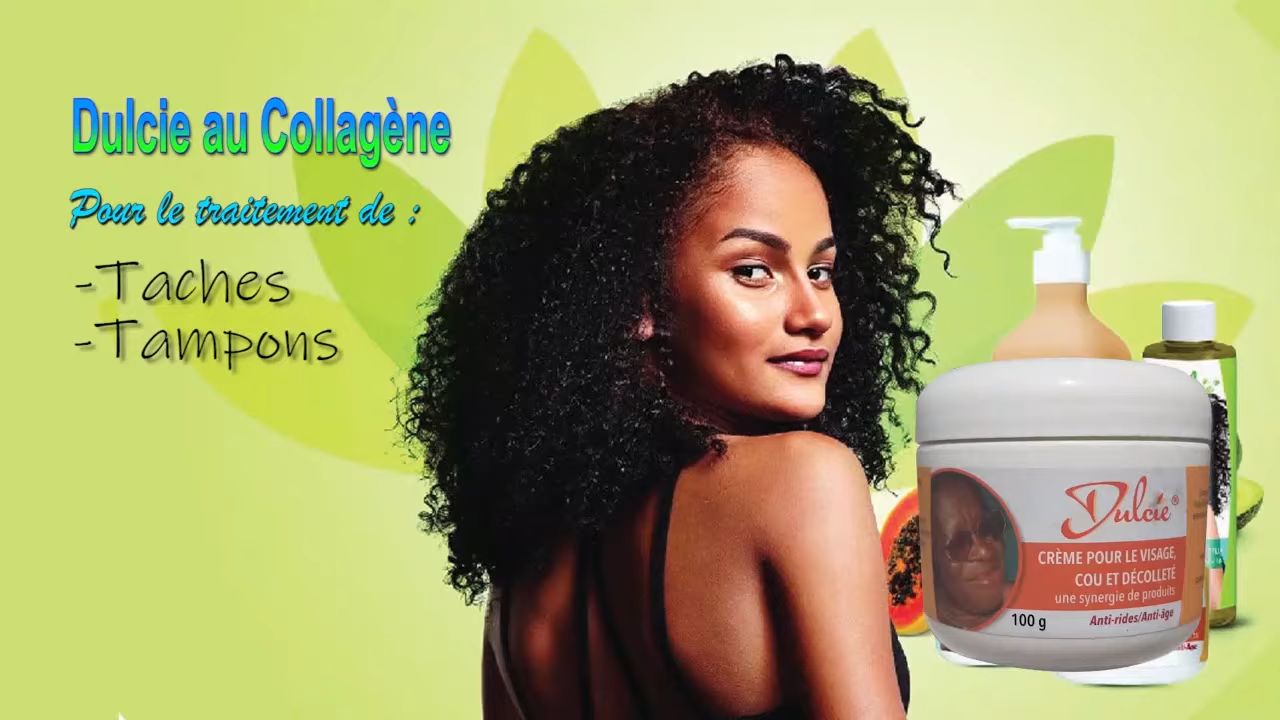 Dulcie au Collagène
Pour le traitement de :
-Taches
-Tampons
Dulcie®
CRÈME POUR LE VISAGE,
COU ET DÉCOLLETÉ
une synergie de produits
100 g
Anti-rides/Anti-âge